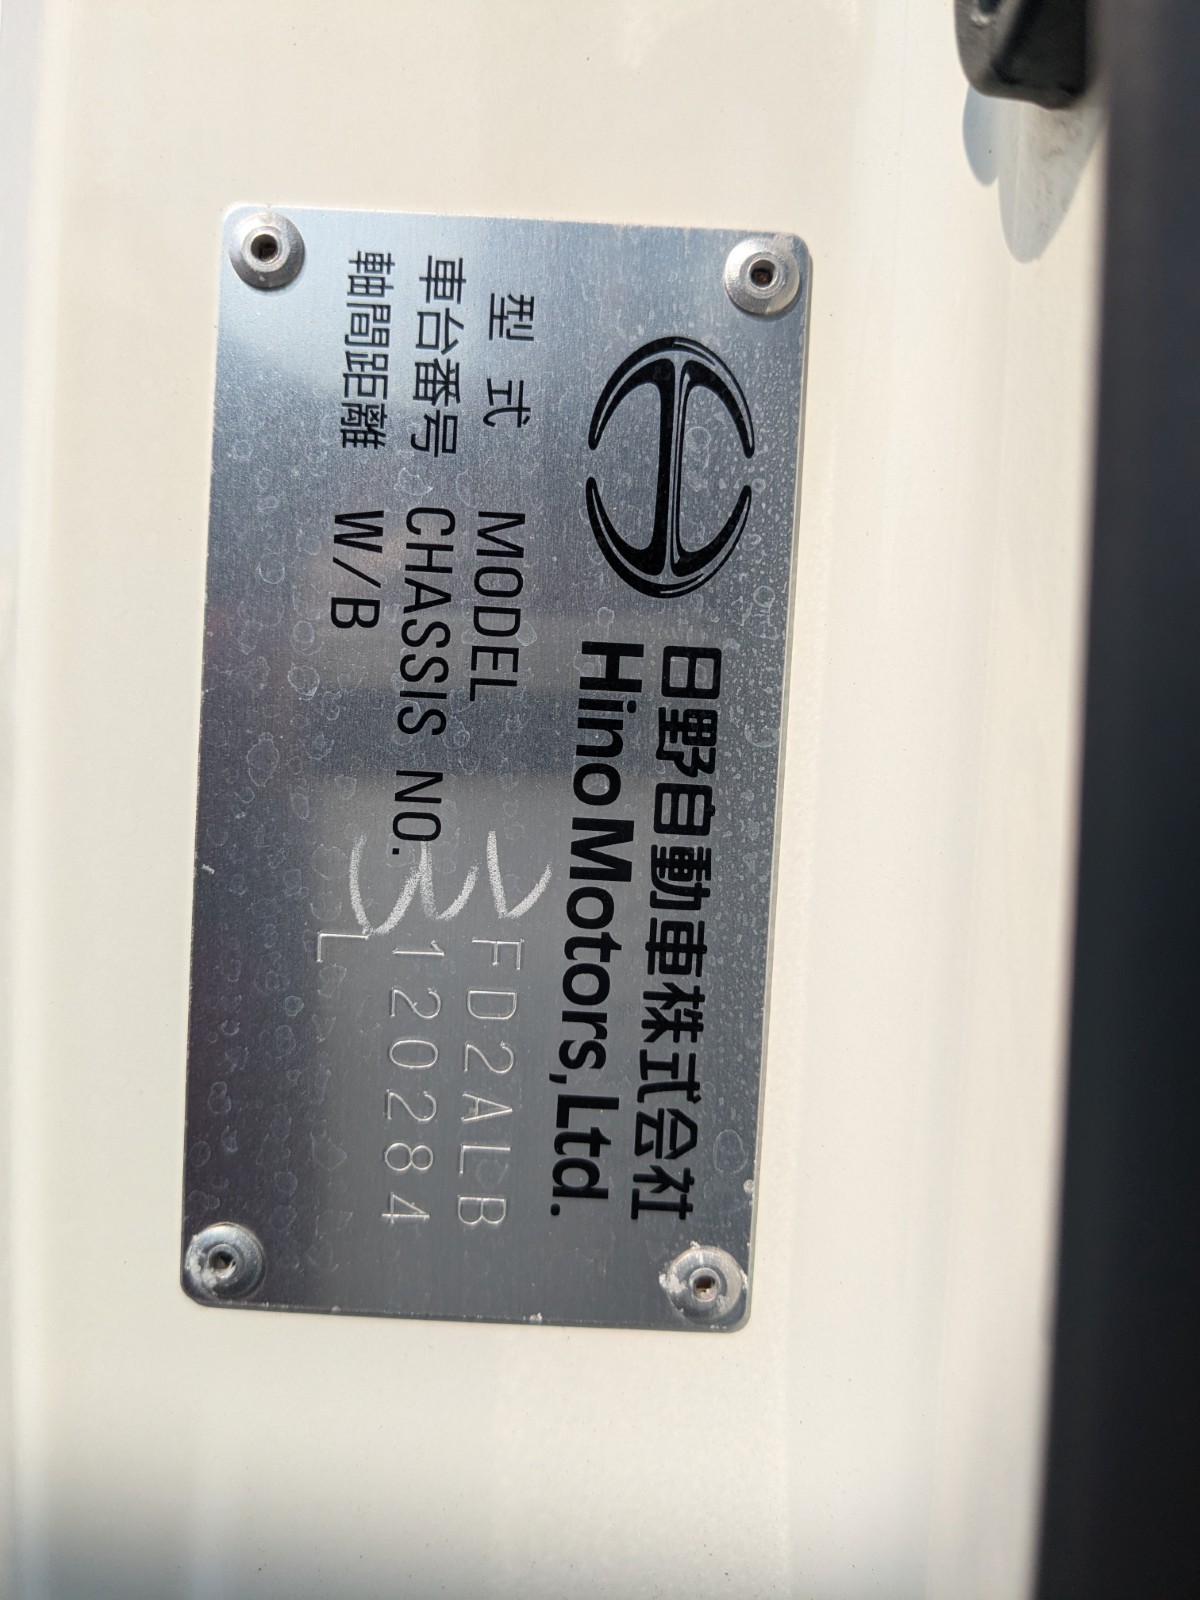 日野自動車株式会社
Hino Motors, Ltd.
型式 MODEL FD2ALB
車台番号 CHASSIS NO. 120284
軸間距離 W/B L